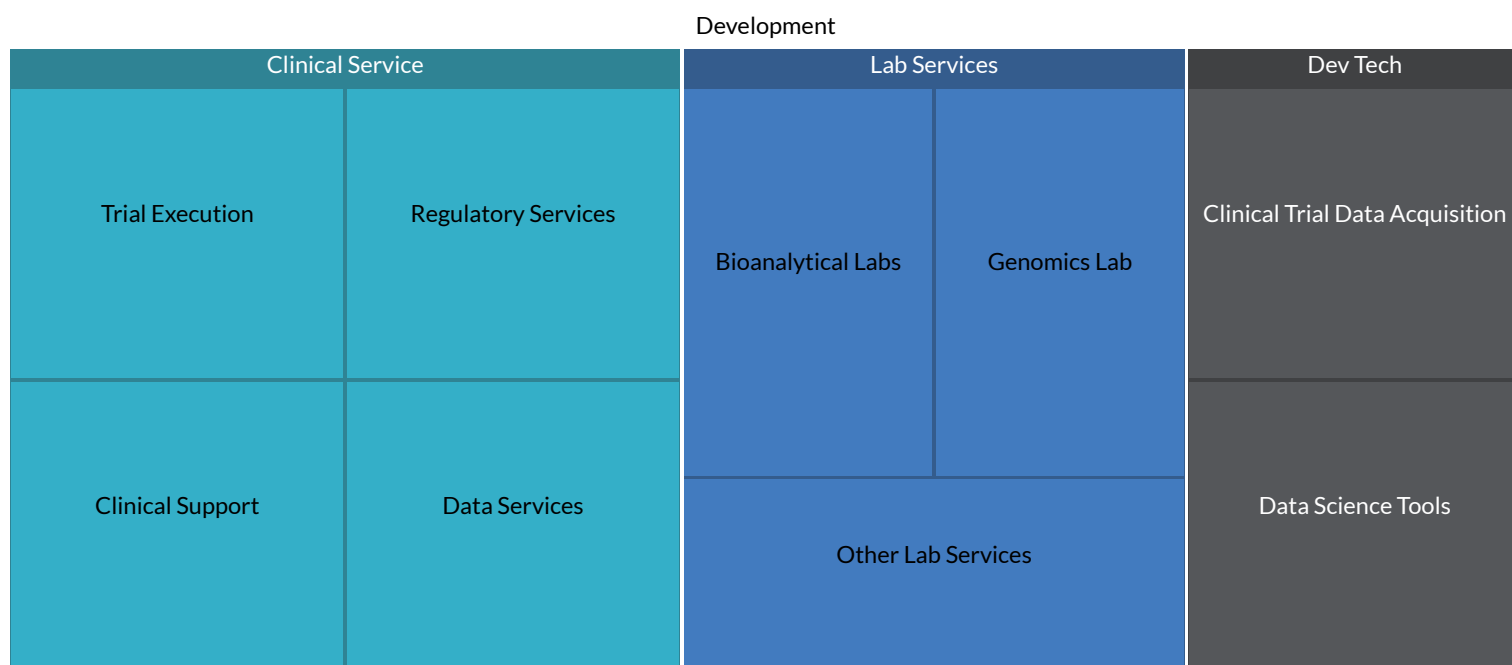 Development
Clinical Service
Trial Execution
Regulatory Services
Clinical Support
Data Services
Lab Services
Bioanalytical Labs
Genomics Lab
Other Lab Services
Dev Tech
Clinical Trial Data Acquisition
Data Science Tools